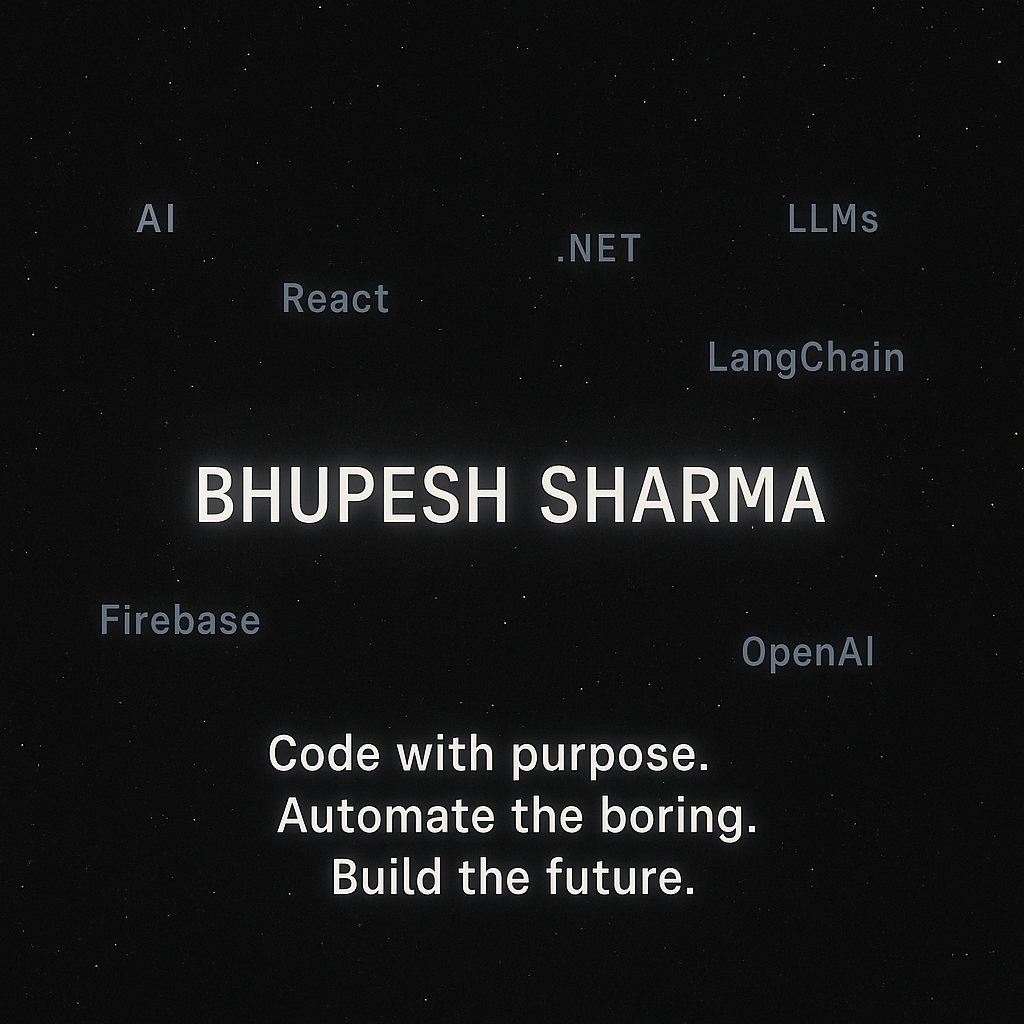 AI
LLMs
.NET
React
LangChain
BHUPESH SHARMA
Firebase
OpenAI
Code with purpose.
Automate the boring.
Build the future.